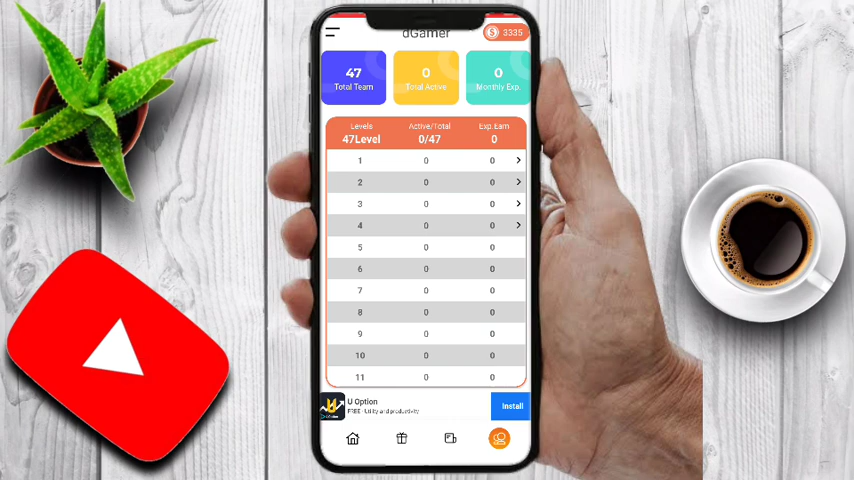 dGamer
3335
47
Total Team
0
Total Active
0
Monthly Exp.
Levels Active/Total Exp.Earn
47Level 0/47 0
1 0 0
2 0 0
3 0 0
4 0 0
5 0 0
6 0 0
7 0 0
8 0 0
9 0 0
10 0 0
11 0 0
U Option
FREE · Utility and productivity
Install